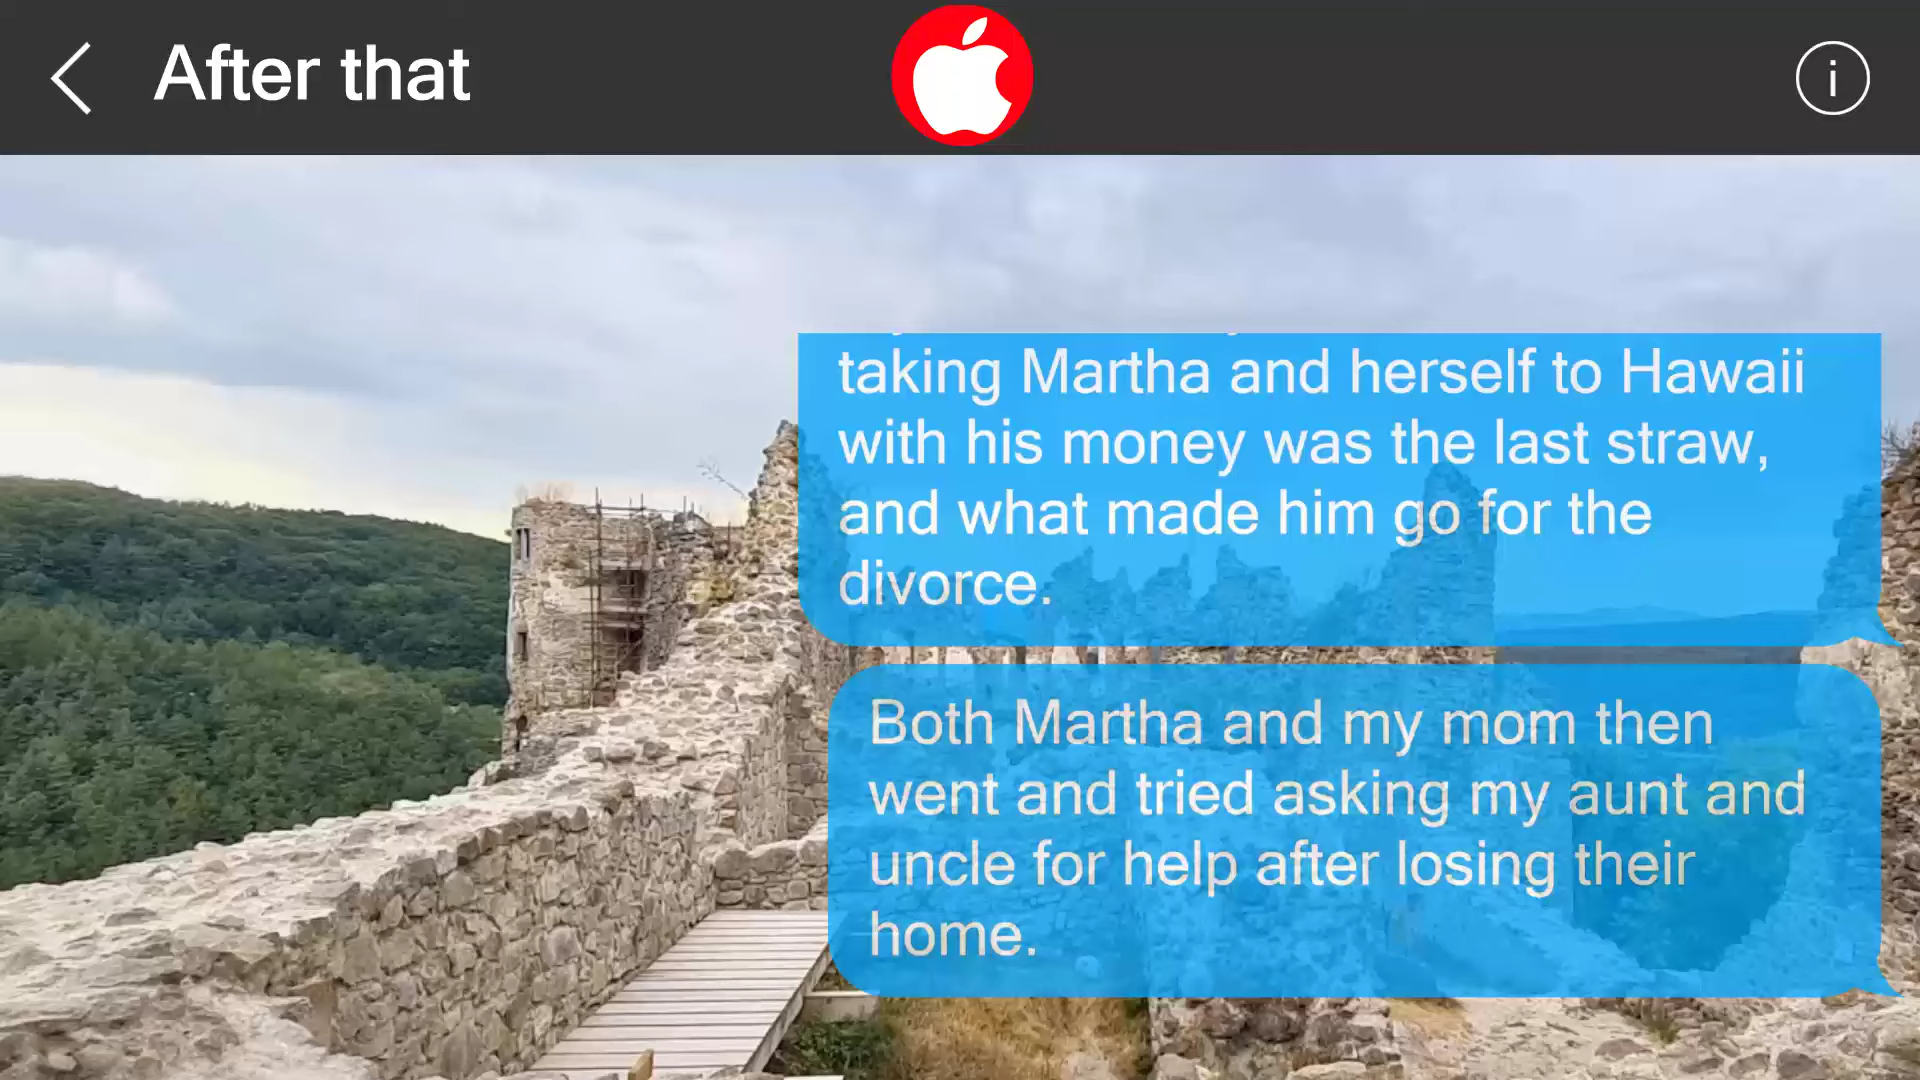 After that
i
taking Martha and herself to Hawaii
with his money was the last straw,
and what made him go for the
divorce.
Both Martha and my mom then
went and tried asking my aunt and
uncle for help after losing their
home.